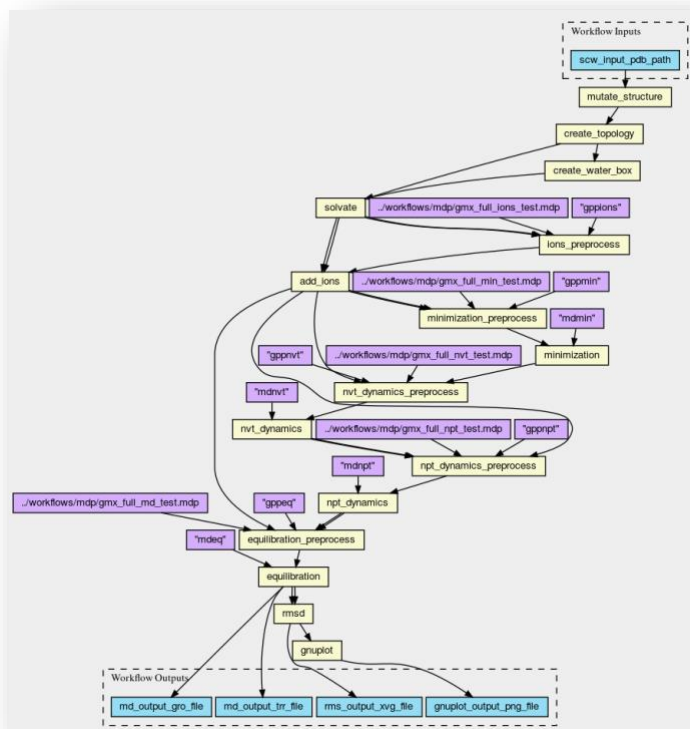 Workflow Inputs
scw_input_pdb_path
mutate_structure
create_topology
create_water_box
solvate
../workflows/mdp/gmx_full_ions_test.mdp
"gppions"
ions_preprocess
add_ions
../workflows/mdp/gmx_full_min_test.mdp
"gppmin"
minimization_preprocess
"mdmin"
"gppnvt"
../workflows/mdp/gmx_full_nvt_test.mdp
minimization
nvt_dynamics_preprocess
"mdnvt"
nvt_dynamics
../workflows/mdp/gmx_full_npt_test.mdp
"gppnpt"
npt_dynamics_preprocess
"mdnpt"
../workflows/mdp/gmx_full_md_test.mdp
"gppeq"
npt_dynamics
"mdeq"
equilibration_preprocess
equilibration
rmsd
gnuplot
Workflow Outputs
md_output_gro_file
md_output_trr_file
rms_output_xvg_file
gnuplot_output_png_file